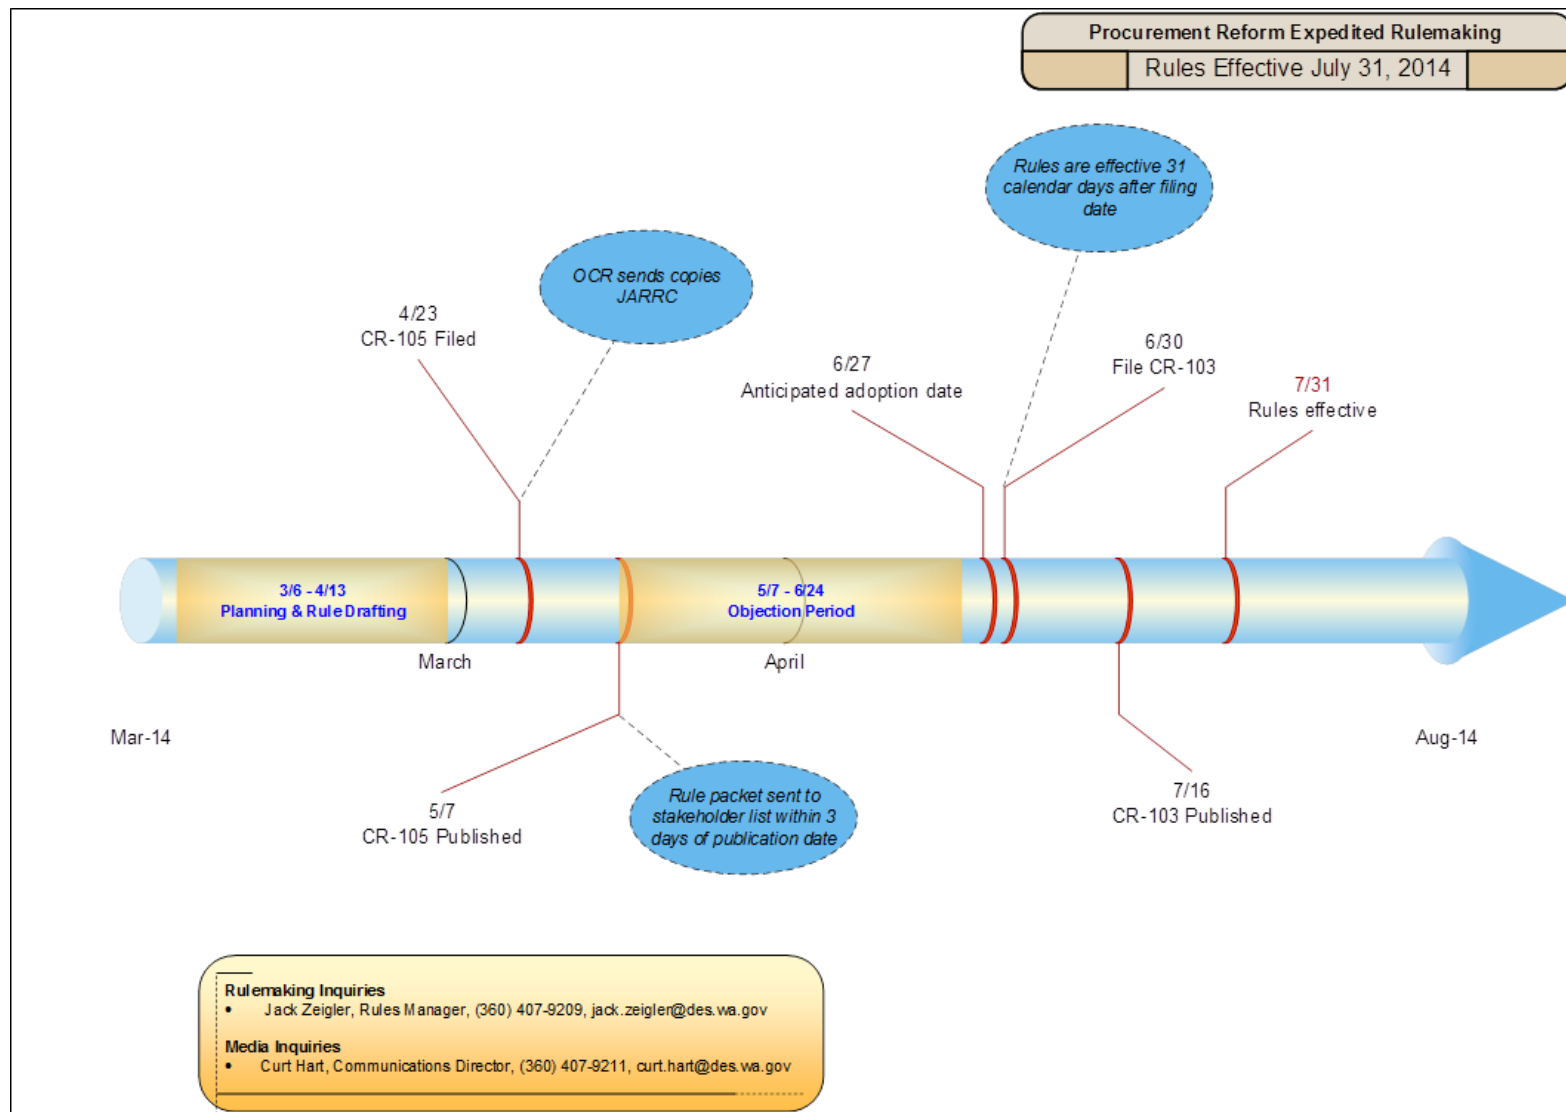 Procurement Reform Expedited Rulemaking
Rules Effective July 31, 2014
Rules are effective 31
calendar days after filing
date
OCR sends copies
JARRC
4/23
CR-105 Filed
6/27
Anticipated adoption date
6/30
File CR-103
7/31
Rules effective
3/6 - 4/13
Planning & Rule Drafting
5/7 - 6/24
Objection Period
March
April
Mar-14
Aug-14
5/7
CR-105 Published
Rule packet sent to
stakeholder list within 3
days of publication date
7/16
CR-103 Published
Rulemaking Inquiries
• Jack Zeigler, Rules Manager, (360) 407-9209, jack.zeigler@des.wa.gov
Media Inquiries
• Curt Hart, Communications Director, (360) 407-9211, curt.hart@des.wa.gov